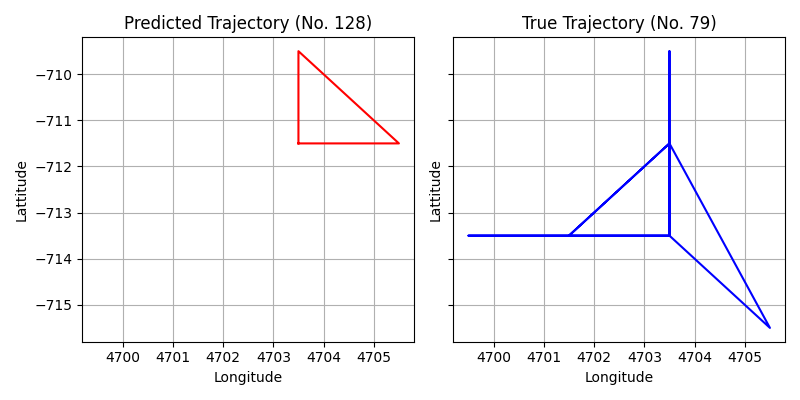 Predicted Trajectory (No. 128)
−710
−711
−712
−713
−714
−715
Lattitude
4700 4701 4702 4703 4704 4705
Longitude
True Trajectory (No. 79)
Lattitude
4700 4701 4702 4703 4704 4705
Longitude